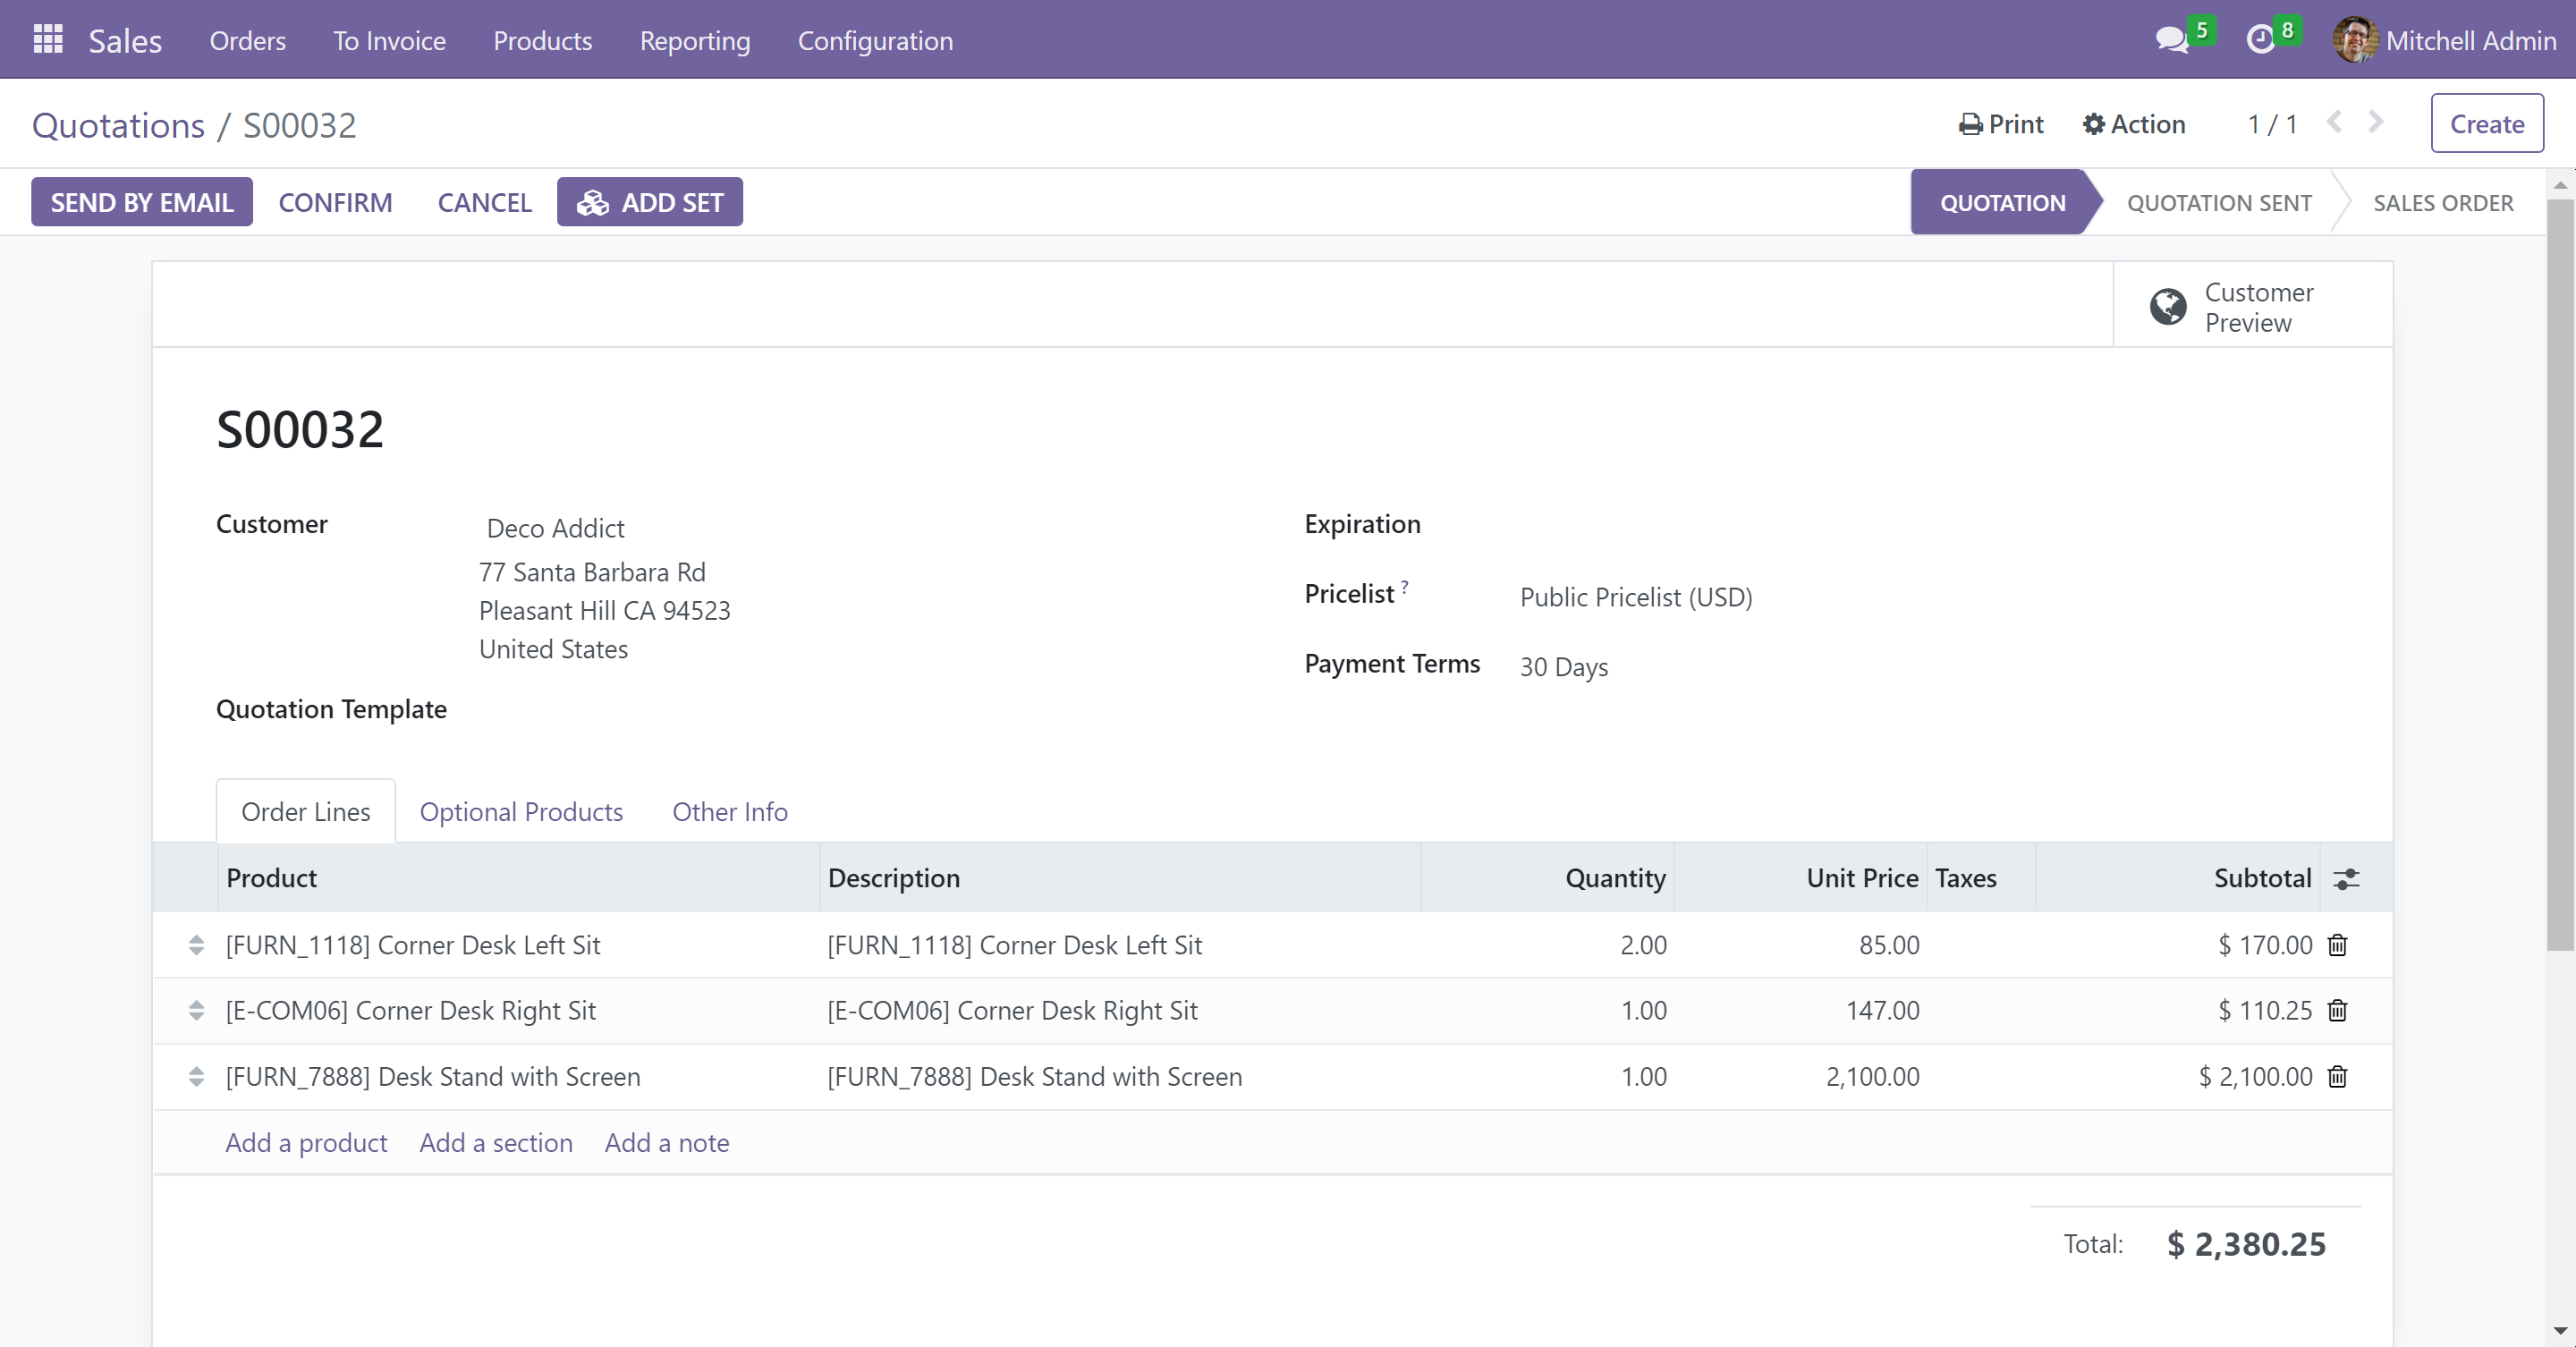 Sales Orders To Invoice Products Reporting Configuration 5 8 Mitchell Admin
Quotations / S00032 Print Action 1 / 1 Create
SEND BY EMAIL CONFIRM CANCEL ADD SET QUOTATION QUOTATION SENT SALES ORDER
Customer
Preview
S00032
Customer Deco Addict
77 Santa Barbara Rd
Pleasant Hill CA 94523
United States
Quotation Template
Expiration
Pricelist ? Public Pricelist (USD)
Payment Terms 30 Days
Order Lines Optional Products Other Info
Product Description Quantity Unit Price Taxes Subtotal
[FURN_1118] Corner Desk Left Sit [FURN_1118] Corner Desk Left Sit 2.00 85.00 $ 170.00
[E-COM06] Corner Desk Right Sit [E-COM06] Corner Desk Right Sit 1.00 147.00 $ 110.25
[FURN_7888] Desk Stand with Screen [FURN_7888] Desk Stand with Screen 1.00 2,100.00 $ 2,100.00
Add a product Add a section Add a note
Total: $ 2,380.25